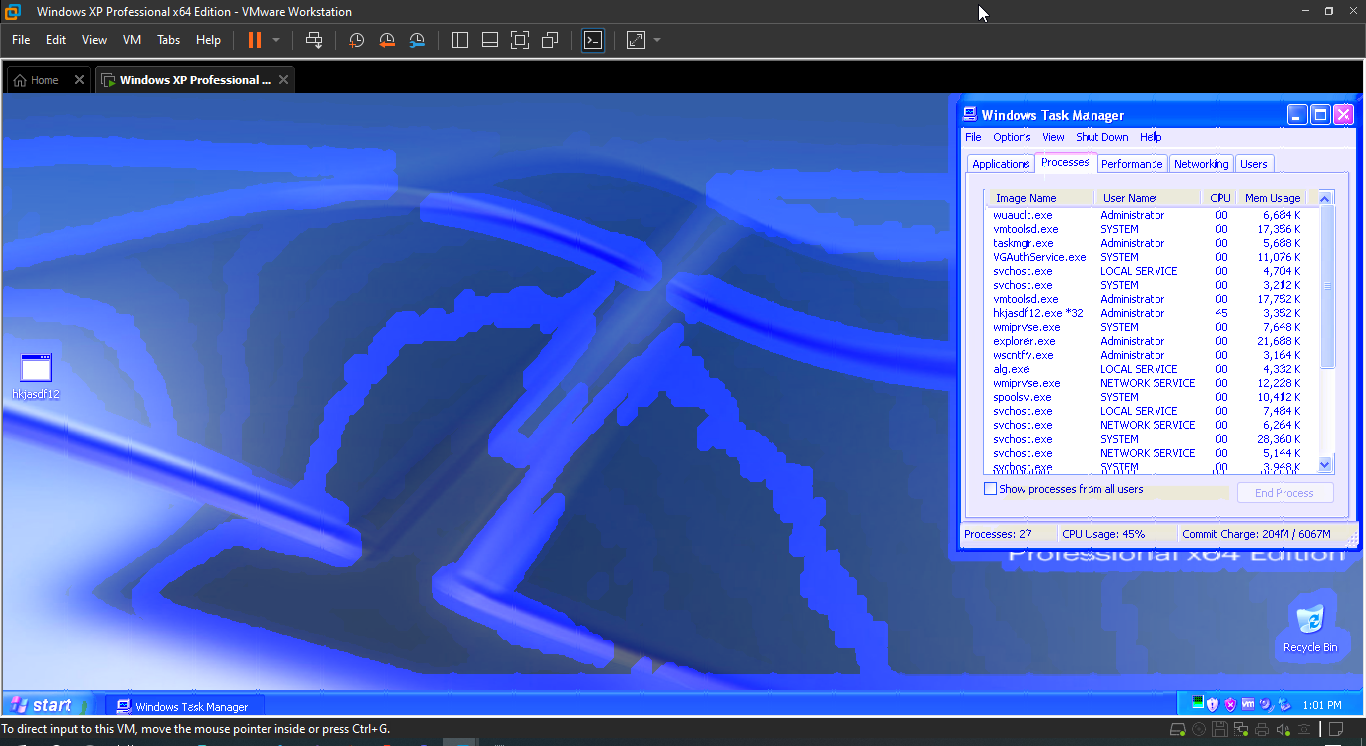 Windows XP Professional x64 Edition - VMware Workstation
File Edit View VM Tabs Help
Home
Windows XP Professional ...
Windows Task Manager
File Options View Shut Down Help
Applications Processes Performance Networking Users
Image Name User Name CPU Mem Usage
wuauclt.exe Administrator 00 6,684 K
vmtoolsd.exe SYSTEM 00 17,356 K
taskmgr.exe Administrator 00 5,688 K
VGAuthService.exe SYSTEM 00 11,076 K
svchost.exe LOCAL SERVICE 00 4,704 K
svchost.exe SYSTEM 00 3,212 K
vmtoolsd.exe Administrator 00 17,752 K
hkjasdf12.exe *32 Administrator 45 3,352 K
wmiprvse.exe SYSTEM 00 7,648 K
explorer.exe Administrator 00 21,688 K
wscntfy.exe Administrator 00 3,164 K
alg.exe LOCAL SERVICE 00 4,332 K
wmiprvse.exe NETWORK SERVICE 00 12,228 K
spoolsv.exe SYSTEM 00 10,412 K
svchost.exe LOCAL SERVICE 00 7,484 K
svchost.exe NETWORK SERVICE 00 6,264 K
svchost.exe SYSTEM 00 28,360 K
svchost.exe NETWORK SERVICE 00 5,144 K
svchost.exe SYSTEM 00 3,948 K
Show processes from all users
End Process
Processes: 27 CPU Usage: 45% Commit Charge: 204M / 6067M
Professional x64 Edition
hkjasdf12
Recycle Bin
start
Windows Task Manager
1:01 PM
To direct input to this VM, move the mouse pointer inside or press Ctrl+G.